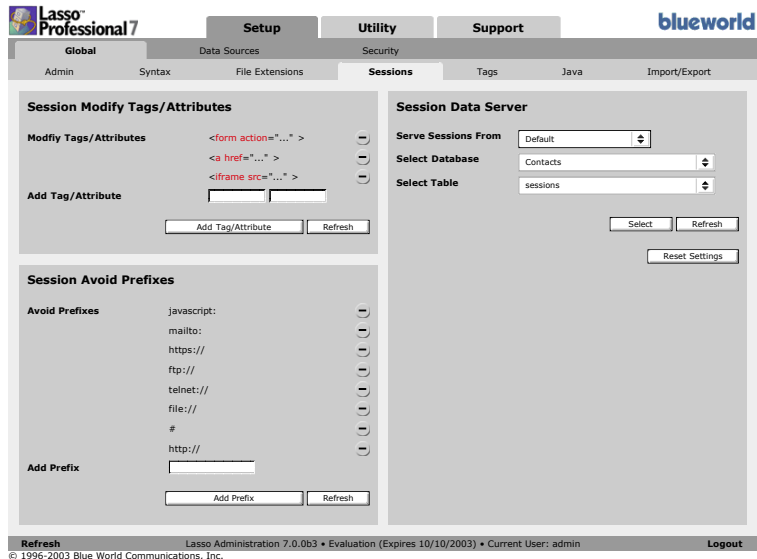 Lasso™
Professional 7
Setup Utility Support
blueworld
Global Data Sources Security
Admin Syntax File Extensions Sessions Tags Java Import/Export
Session Modify Tags/Attributes
Modfiy Tags/Attributes <form action="..." >
<a href="..." >
<iframe src="..." >
Add Tag/Attribute
Add Tag/Attribute Refresh
Session Avoid Prefixes
Avoid Prefixes javascript:
mailto:
https://
ftp://
telnet://
file://
#
http://
Add Prefix
Add Prefix Refresh
Session Data Server
Serve Sessions From Default
Select Database Contacts
Select Table sessions
Select Refresh
Reset Settings
Refresh Lasso Administration 7.0.0b3 • Evaluation (Expires 10/10/2003) • Current User: admin Logout
© 1996-2003 Blue World Communications, Inc.